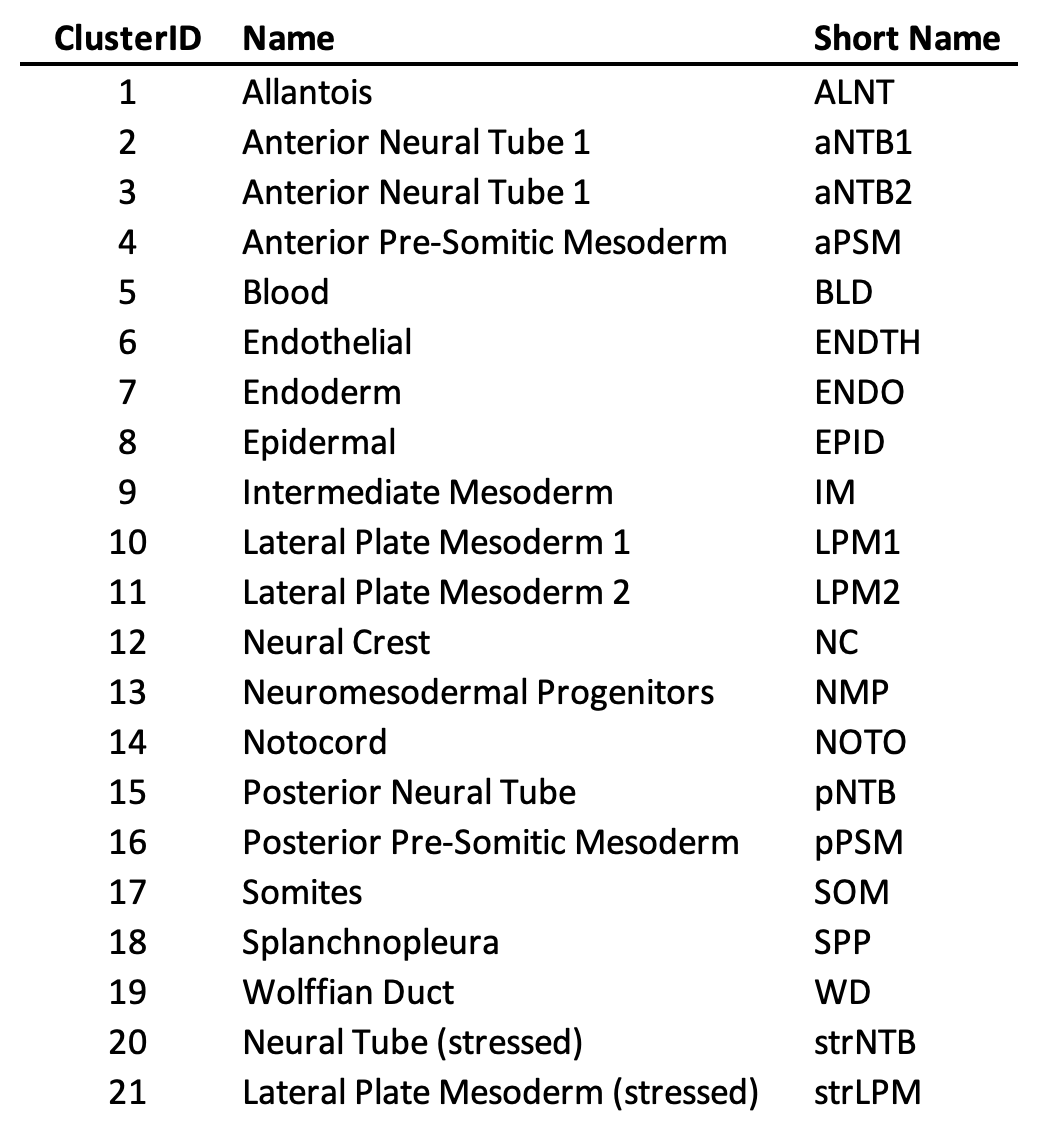 ClusterID Name Short Name
1 Allantois ALNT
2 Anterior Neural Tube 1 aNTB1
3 Anterior Neural Tube 1 aNTB2
4 Anterior Pre-Somitic Mesoderm aPSM
5 Blood BLD
6 Endothelial ENDTH
7 Endoderm ENDO
8 Epidermal EPID
9 Intermediate Mesoderm IM
10 Lateral Plate Mesoderm 1 LPM1
11 Lateral Plate Mesoderm 2 LPM2
12 Neural Crest NC
13 Neuromesodermal Progenitors NMP
14 Notocord NOTO
15 Posterior Neural Tube pNTB
16 Posterior Pre-Somitic Mesoderm pPSM
17 Somites SOM
18 Splanchnopleura SPP
19 Wolffian Duct WD
20 Neural Tube (stressed) strNTB
21 Lateral Plate Mesoderm (stressed) strLPM